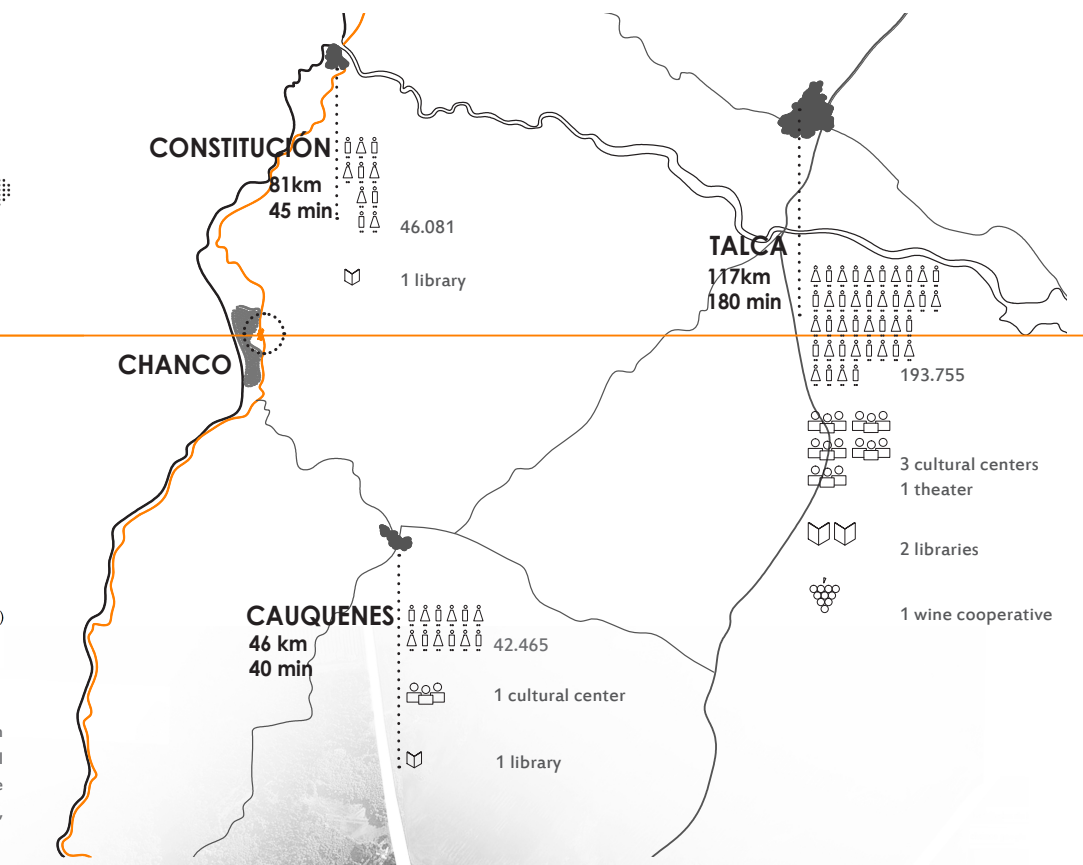 CONSTITUCIÓN
81km
45 min
46.081
1 library
TALCA
117km
180 min
193.755
3 cultural centers
1 theater
2 libraries
1 wine cooperative
CHANCO
CAUQUENES
46 km
40 min
42.465
1 cultural center
1 library